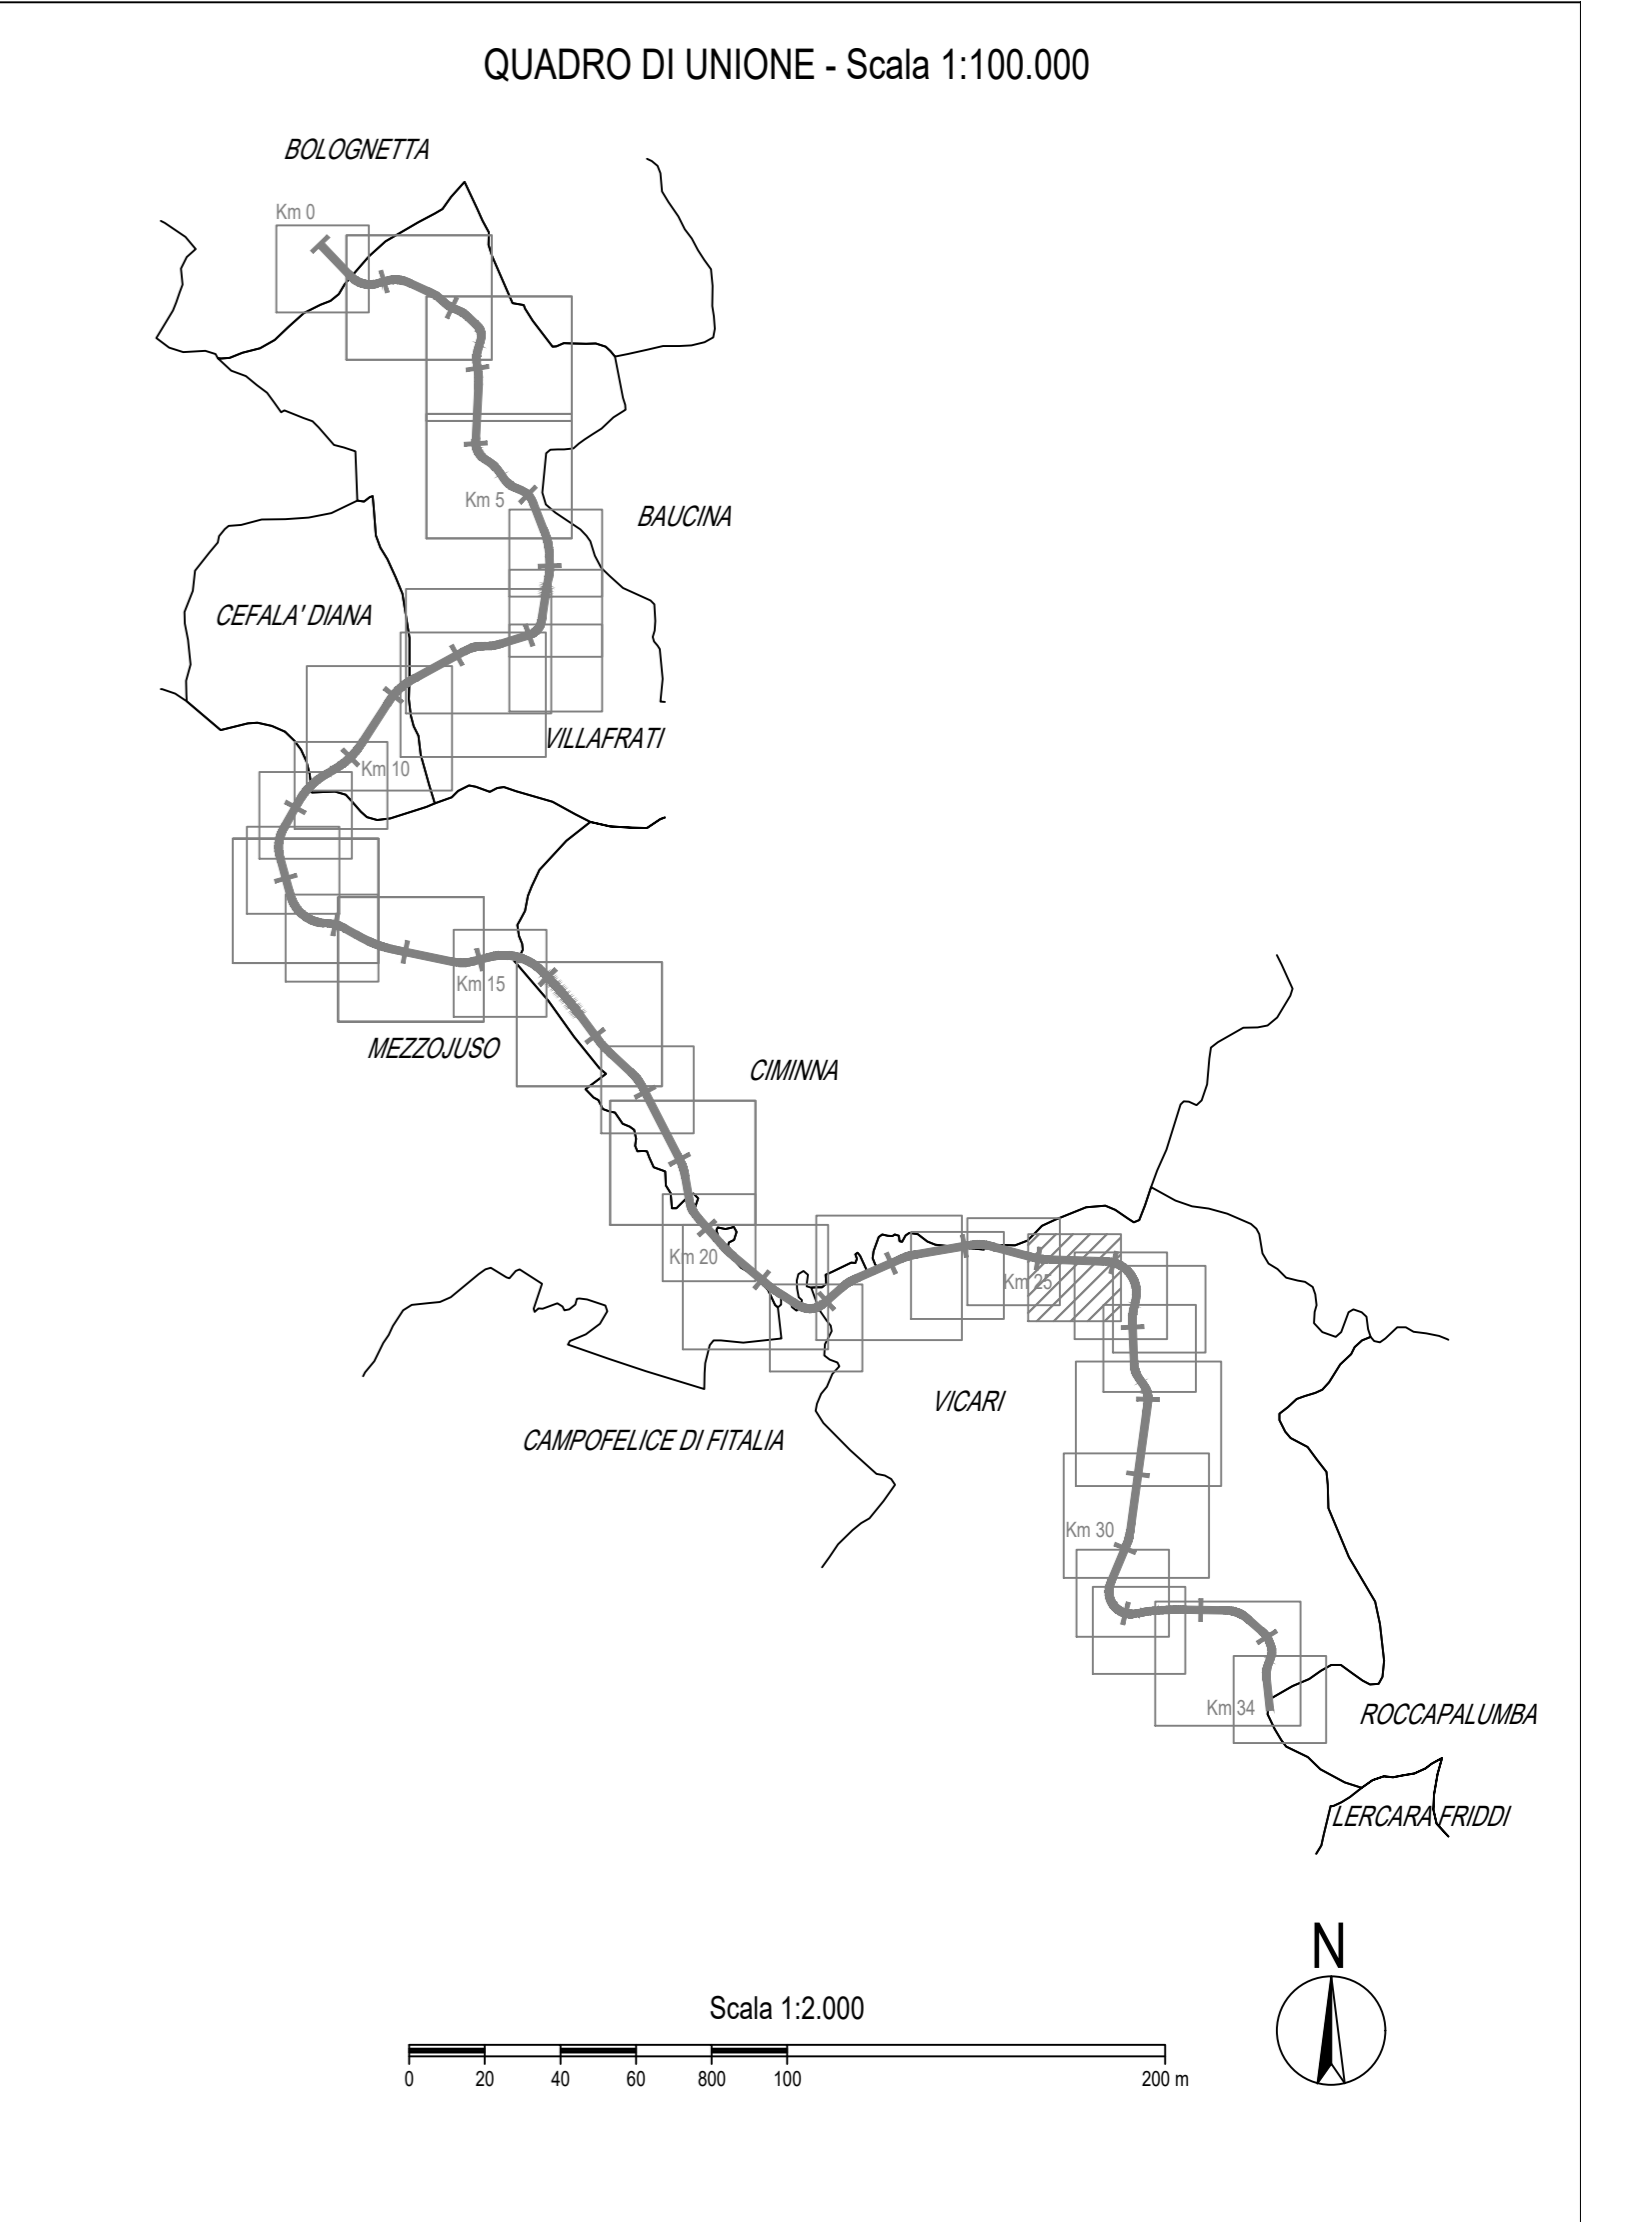 QUADRO DI UNIONE - Scala 1:100.000
BOLOGNETTA
Km 0
Km 5
BAUCINA
CEFALA' DIANA
VILLAFRATI
Km 10
Km 15
MEZZOJUSO
CIMINNA
Km 20
Km 25
VICARI
CAMPOFELICE DI FITALIA
Km 30
Km 34
ROCCAPALUMBA
LERCARA FRIDDI
N
Scala 1:2.000
0 20 40 60 800 100 200 m